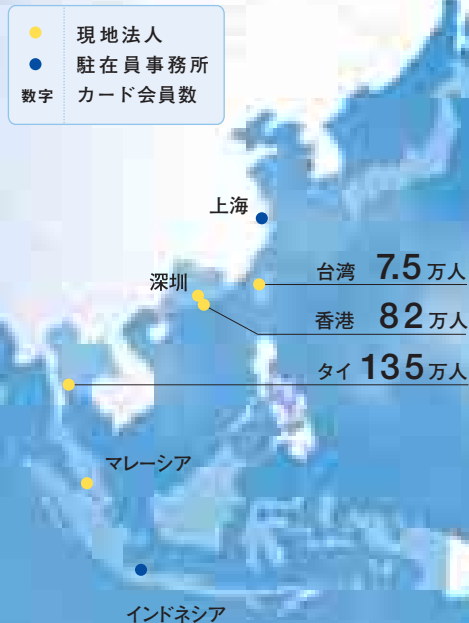 現地法人
駐在員事務所
数字 カード会員数
上海
台湾 7.5万人
深圳
香港 82万人
タイ 135万人
マレーシア
インドネシア